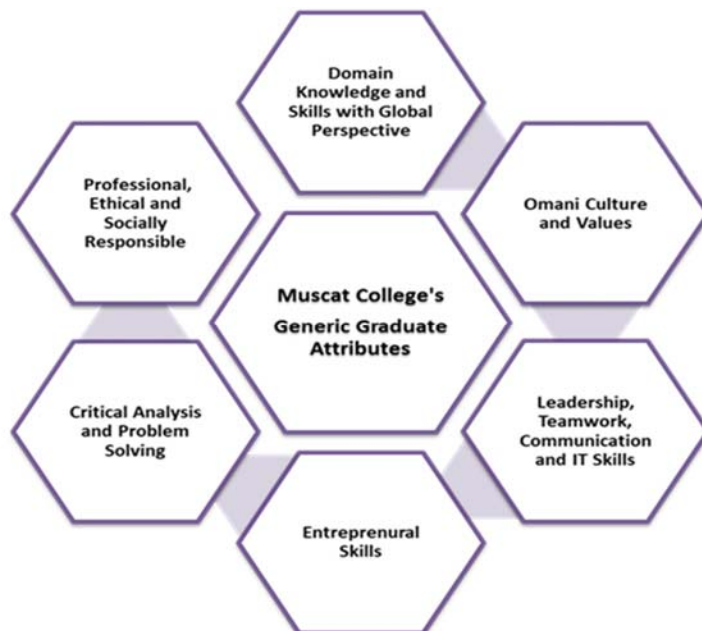 Domain
Knowledge and
Skills with Global
Perspective
Omani Culture
and Values
Leadership,
Teamwork,
Communication
and IT Skills
Entreprenural
Skills
Critical Analysis
and Problem
Solving
Professional,
Ethical and
Socially
Responsible
Muscat College's
Generic Graduate
Attributes